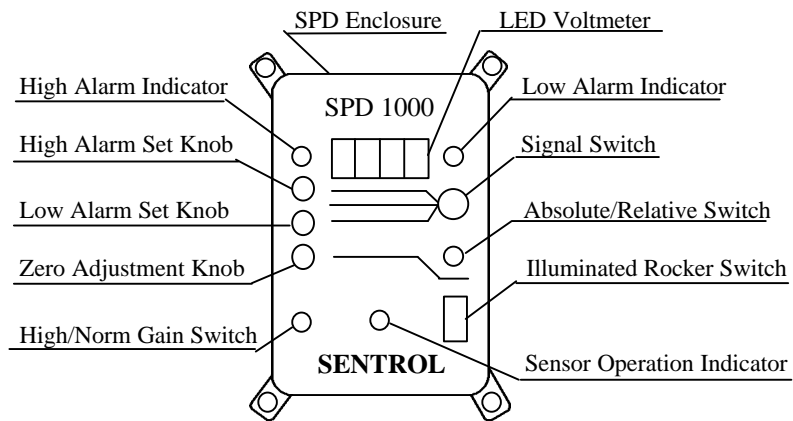 SPD Enclosure
LED Voltmeter
High Alarm Indicator
Low Alarm Indicator
SPD 1000
High Alarm Set Knob
Signal Switch
Low Alarm Set Knob
Absolute/Relative Switch
Zero Adjustment Knob
Illuminated Rocker Switch
High/Norm Gain Switch
SENTROL
Sensor Operation Indicator